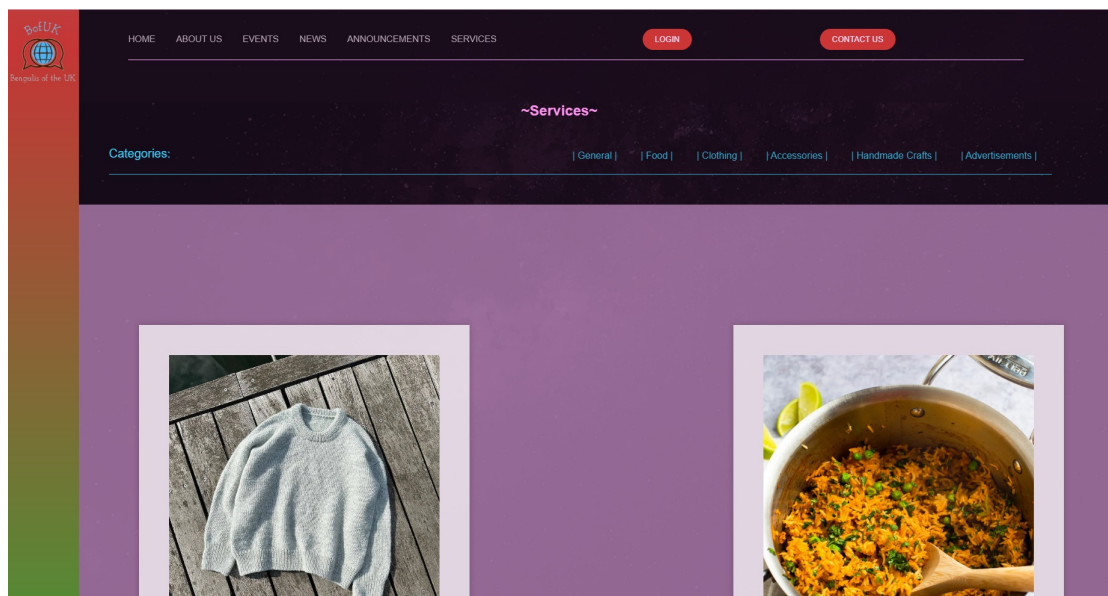 BofUK
Bengalu of the UK
HOME ABOUT US EVENTS NEWS ANNOUNCEMENTS SERVICES LOGIN CONTACT US
~Services~
Categories: | General | | Food | | Clothing | | Accessories | | Handmade Crafts | | Advertisements |